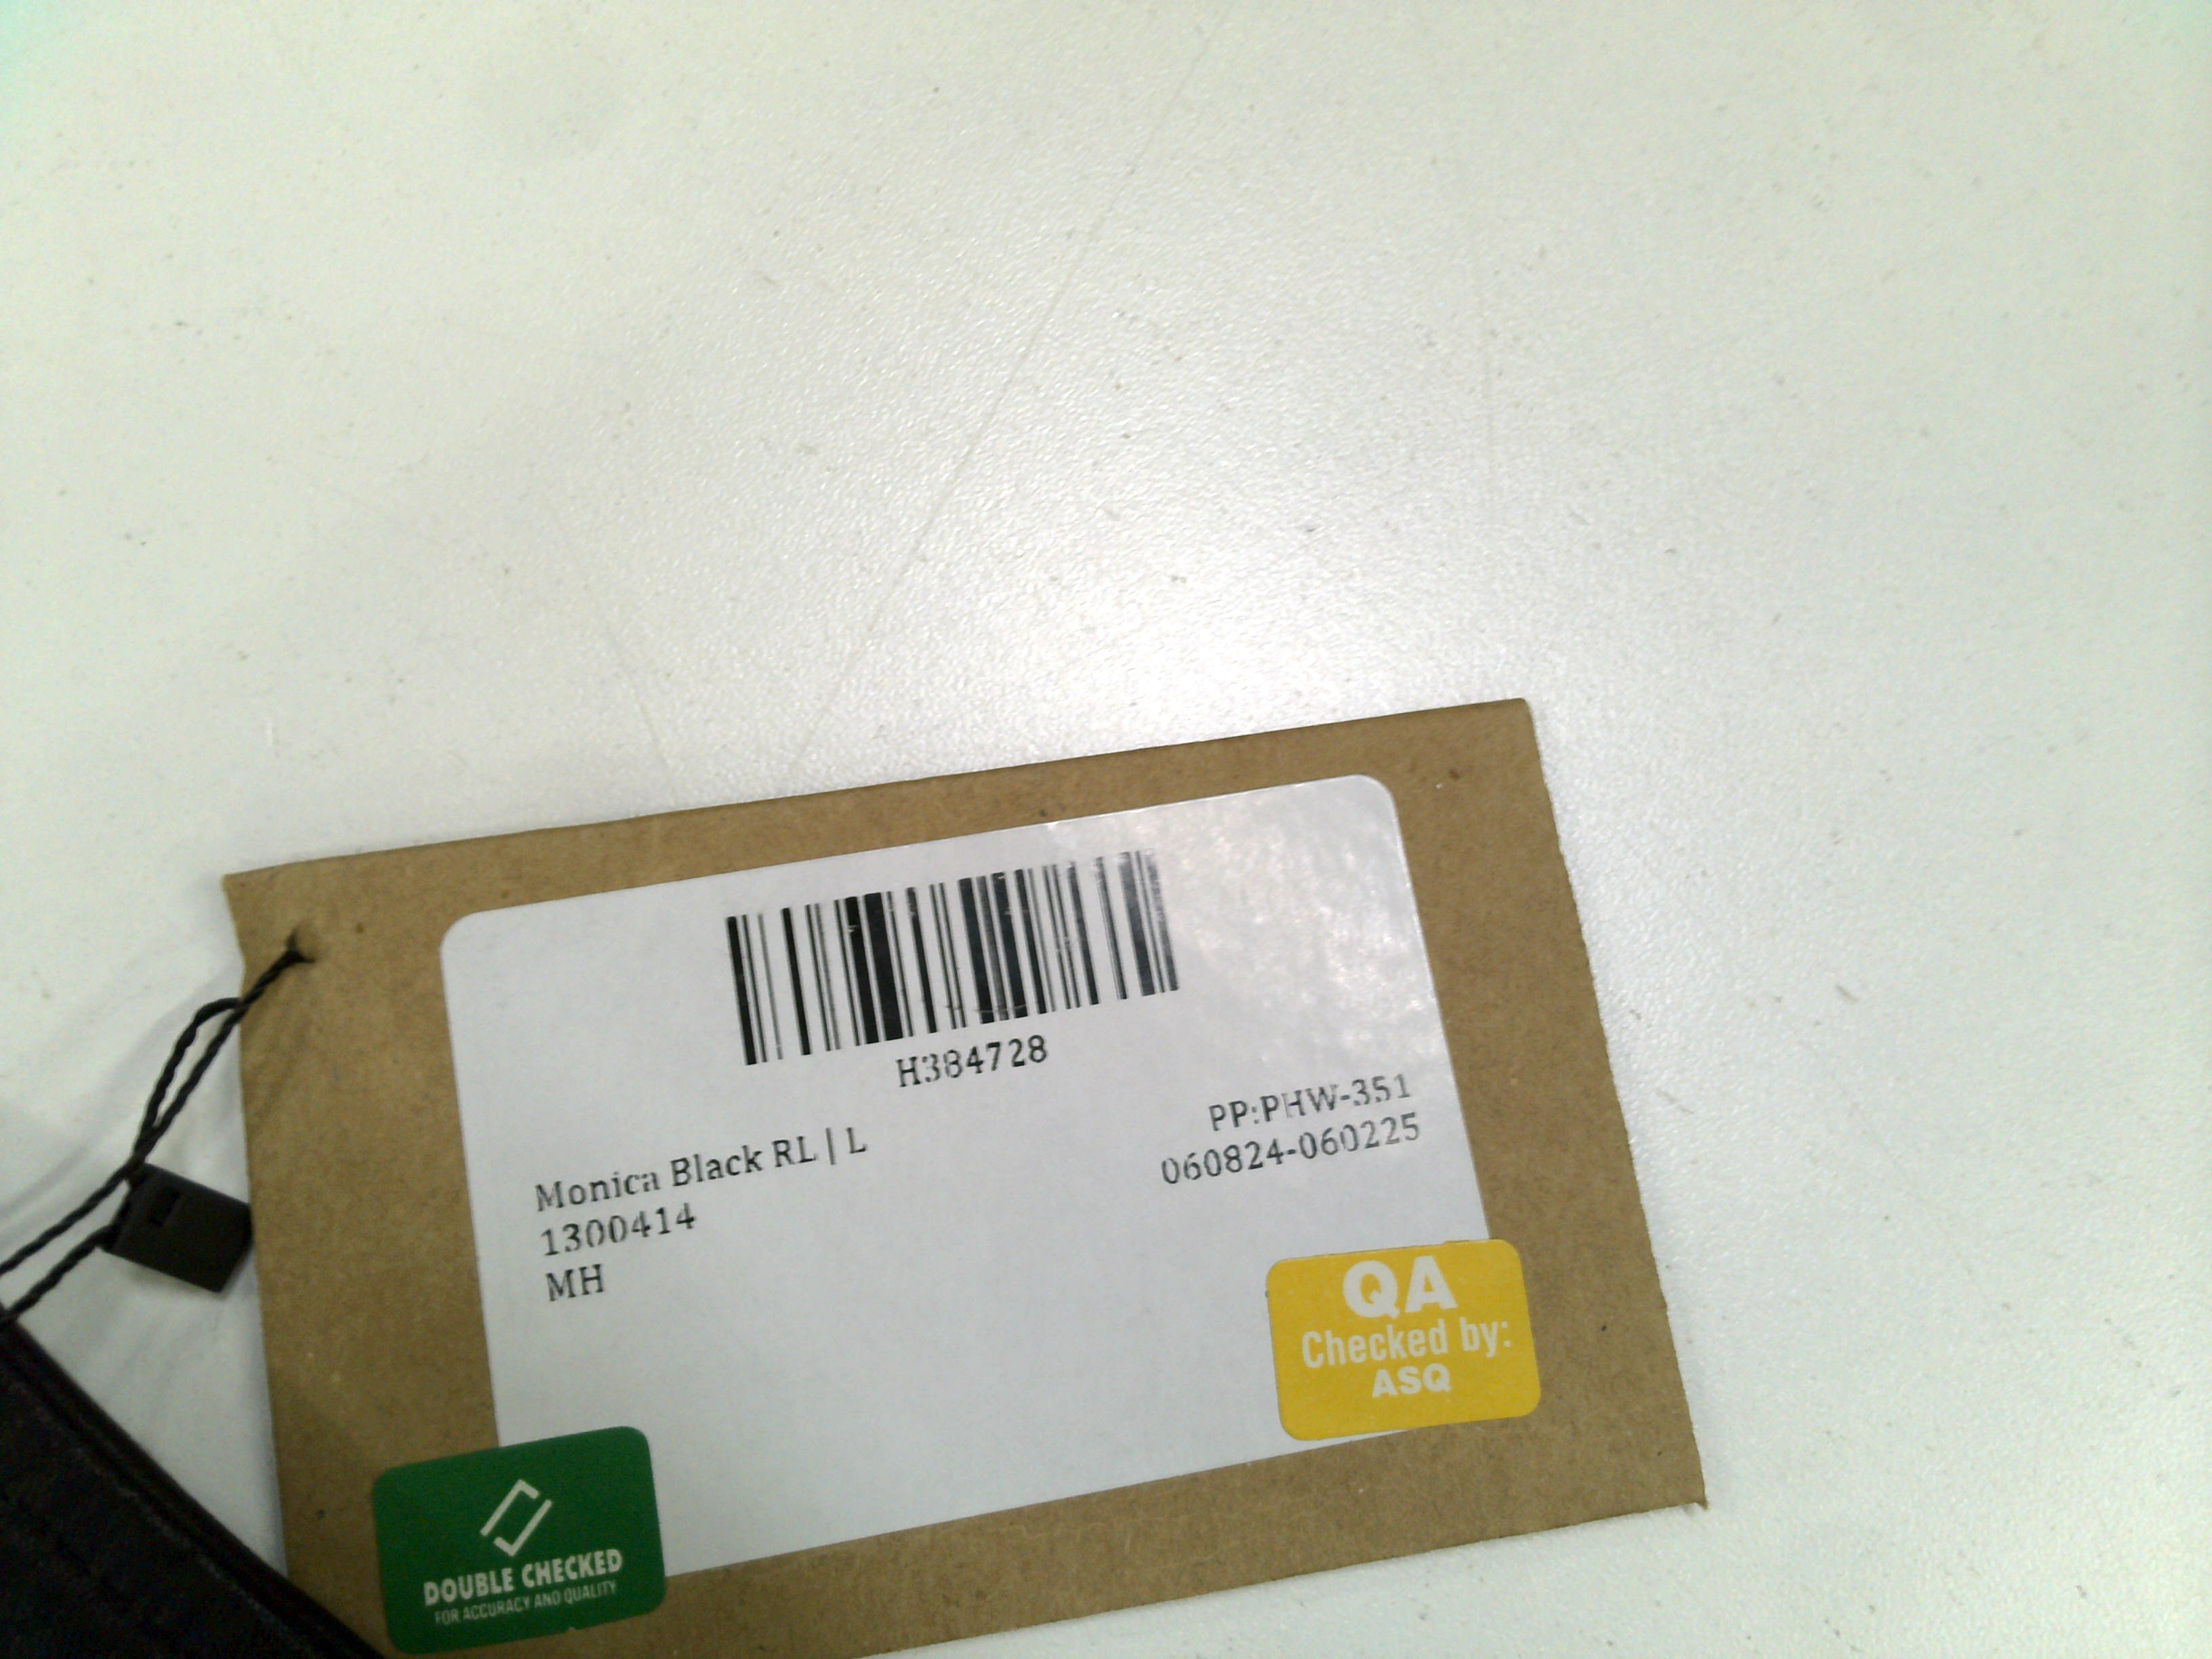 H384728
PP:PHW-351
060824-060225
Monica Black RL | L
1300414
MH
QA
Checked by:
ASQ
DOUBLE CHECKED
FOR ACCURACY AND QUALITY